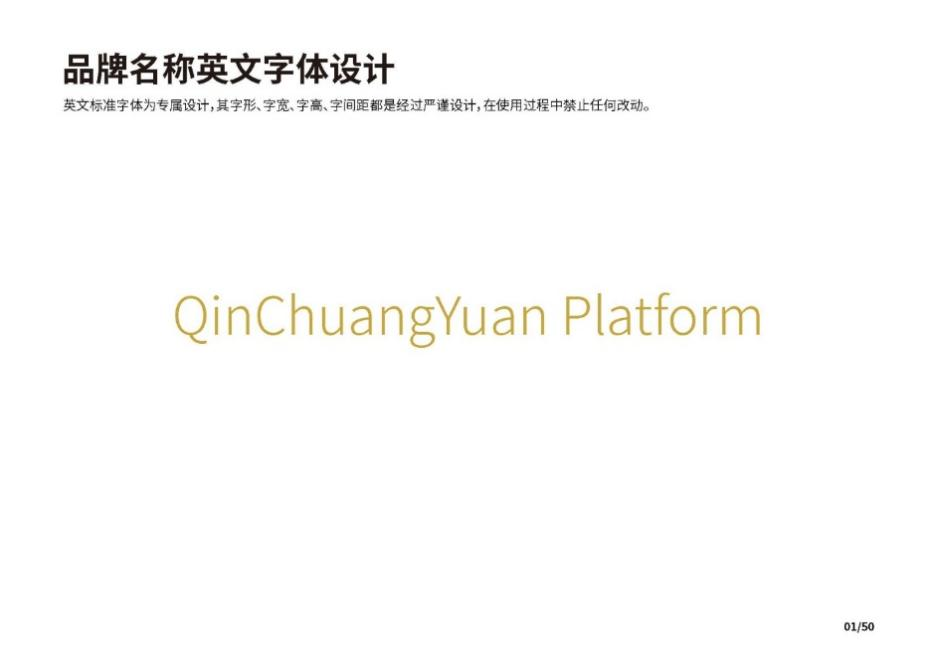 品牌名称英文字体设计
英文标准字体为专属设计，其字形、字宽、字高、字间距都是经过严谨设计，在使用过程中禁止任何改动。
QinChuangYuan Platform
01/50